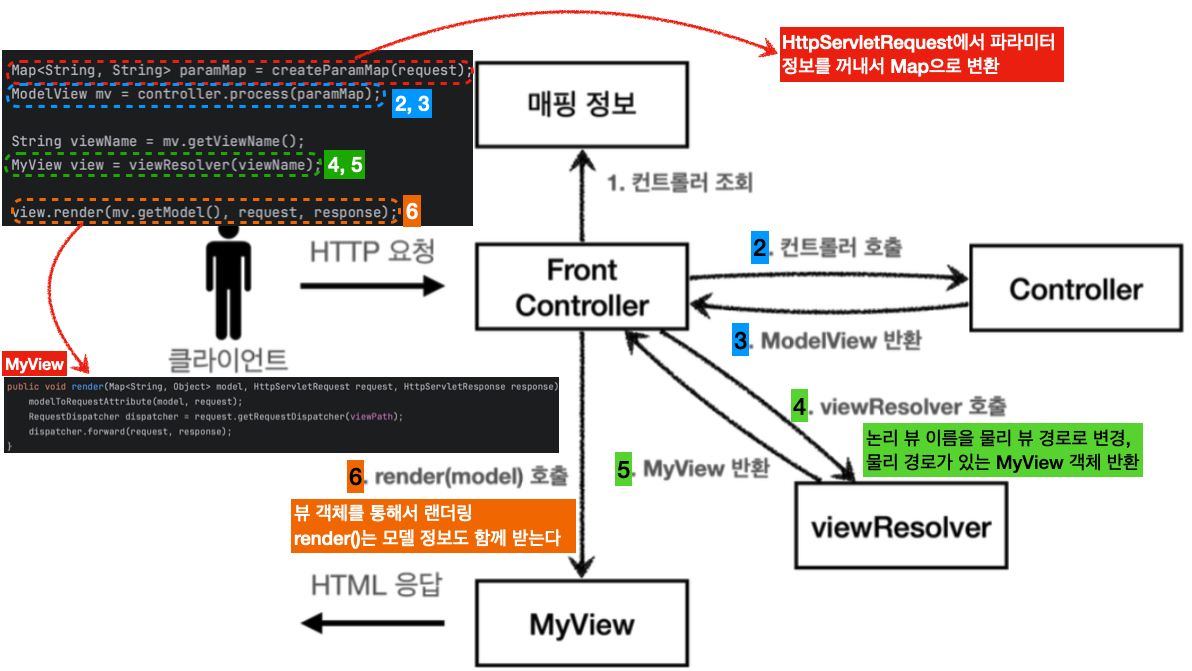 HttpServletRequest에서 파라미터
정보를 꺼내서 Map으로 변환
Map<String, String> paramMap = createParamMap(request);
ModelView mv = controller.process(paramMap);
2, 3
String viewName = mv.getViewName();
MyView view = viewResolver(viewName);
4, 5
view.render(mv.getModel(), request, response);
6
매핑 정보
1. 컨트롤러 조회
HTTP 요청
클라이언트
Front
Controller
2. 컨트롤러 호출
3. ModelView 반환
Controller
MyView
public void render(Map<String, Object> model, HttpServletRequest request, HttpServletResponse response)
modelToRequestAttribute(model, request);
RequestDispatcher dispatcher = request.getRequestDispatcher(viewPath);
dispatcher.forward(request, response);
}
4. viewResolver 호출
논리 뷰 이름을 물리 뷰 경로로 변경,
물리 경로가 있는 MyView 객체 반환
5. MyView 반환
viewResolver
6. render(model) 호출
뷰 객체를 통해서 랜더링
render()는 모델 정보도 함께 받는다
HTML 응답
MyView